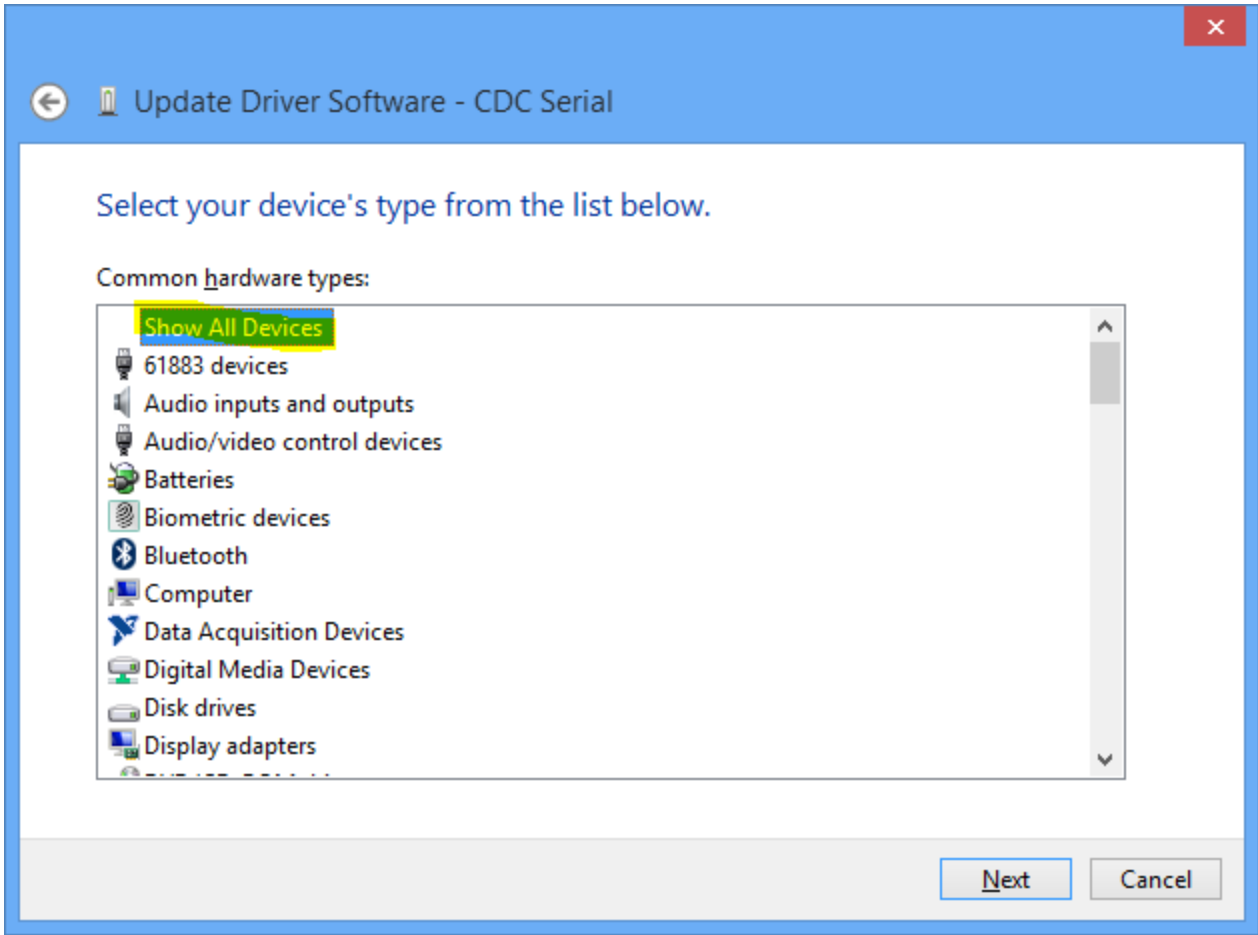 Update Driver Software - CDC Serial
Select your device's type from the list below.
Common hardware types:
Show All Devices
61883 devices
Audio inputs and outputs
Audio/video control devices
Batteries
Biometric devices
Bluetooth
Computer
Data Acquisition Devices
Digital Media Devices
Disk drives
Display adapters
Next
Cancel